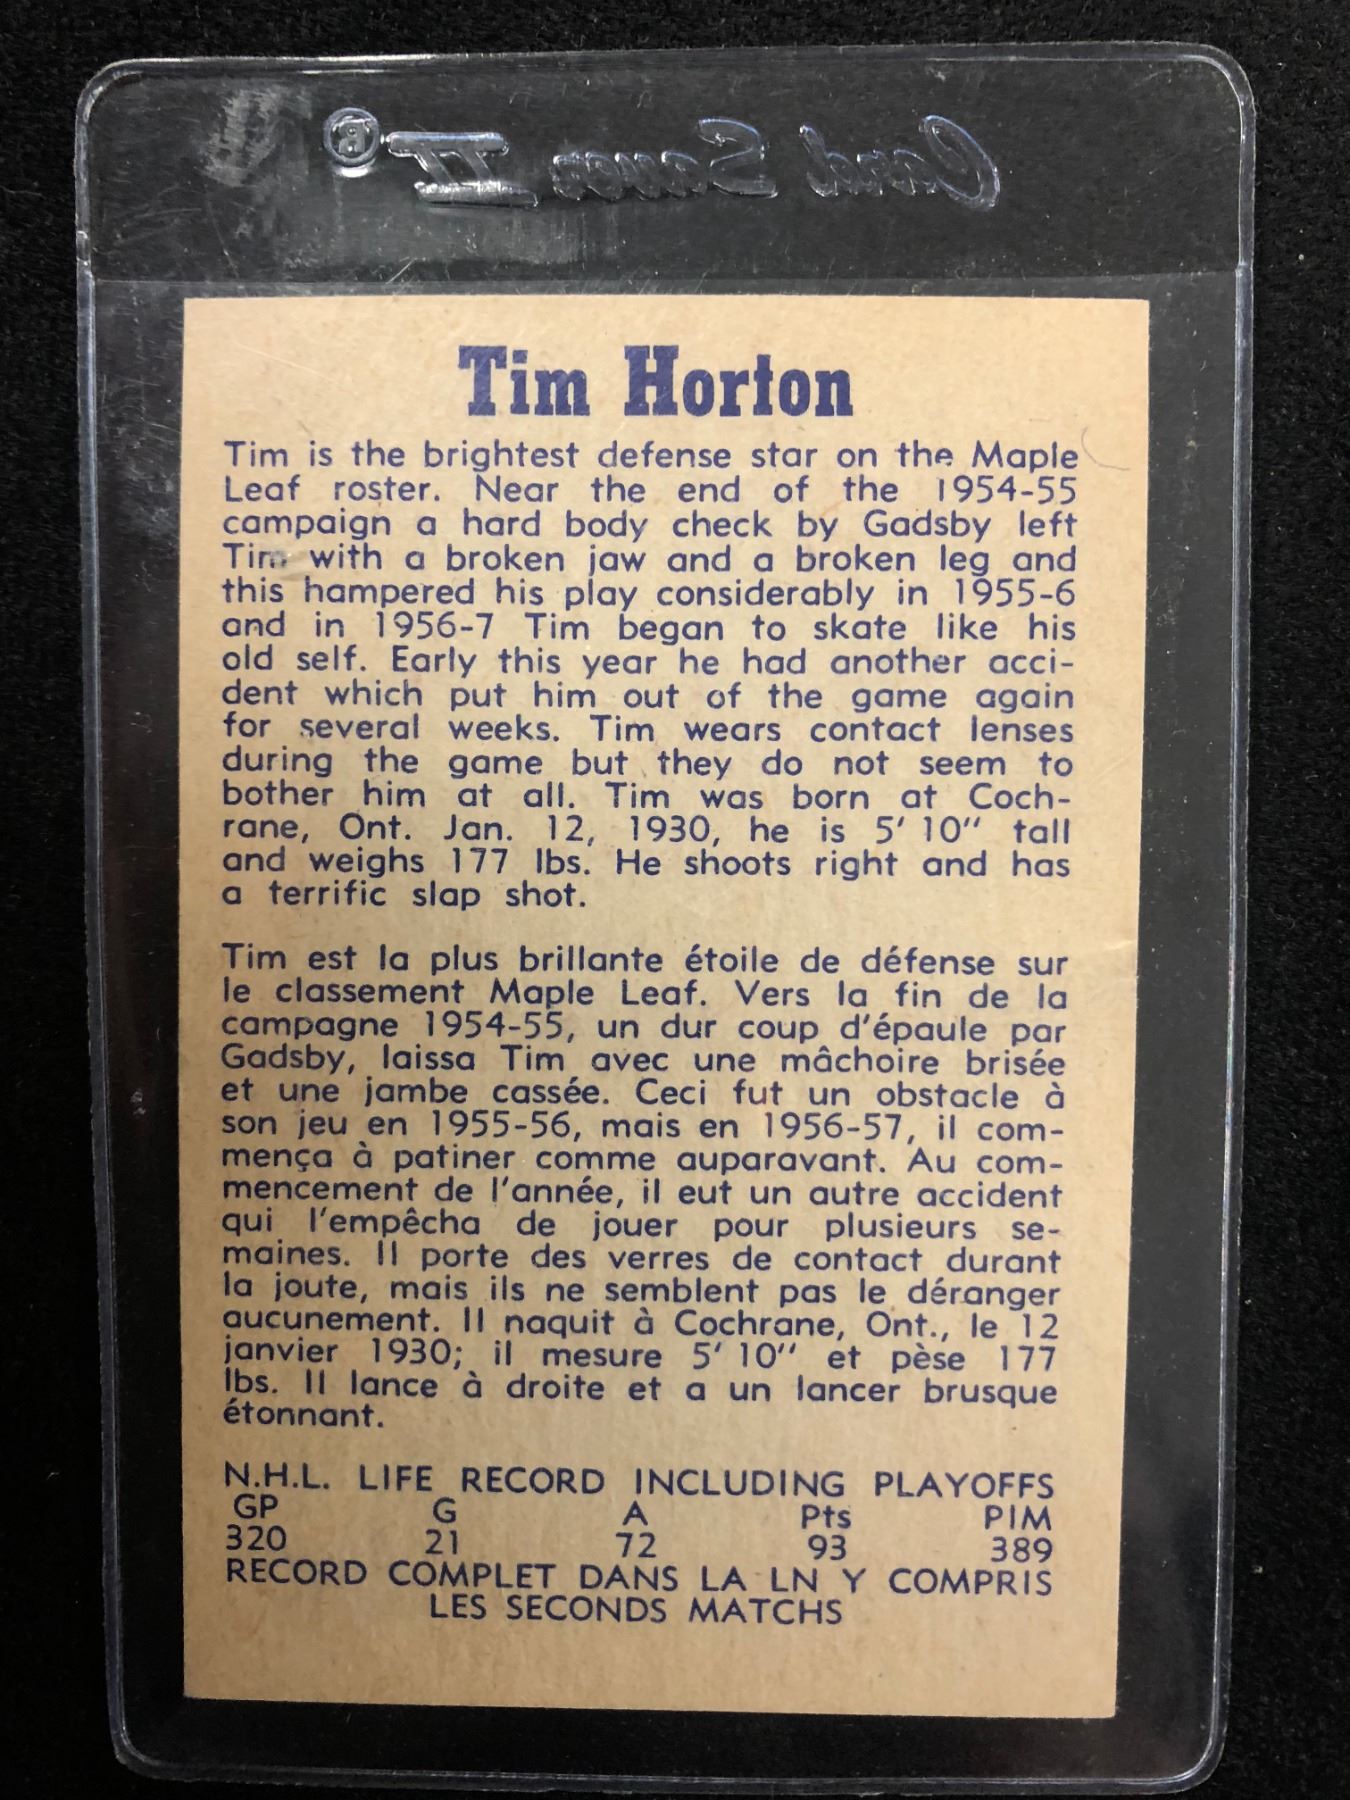 Card Saver II®
Tim Horton
Tim is the brightest defense star on the Maple
Leaf roster. Near the end of the 1954-55
campaign a hard body check by Gadsby left
Tim with a broken jaw and a broken leg and
this hampered his play considerably in 1955-6
and in 1956-7 Tim began to skate like his
old self. Early this year he had another acci-
dent which put him out of the game again
for several weeks. Tim wears contact lenses
during the game but they do not seem to
bother him at all. Tim was born at Coch-
rane, Ont. Jan. 12, 1930, he is 5' 10" tall
and weighs 177 lbs. He shoots right and has
a terrific slap shot.
Tim est la plus brillante étoile de défense sur
le classement Maple Leaf. Vers la fin de la
campagne 1954-55, un dur coup d'épaule par
Gadsby, laissa Tim avec une mâchoire brisée
et une jambe cassée. Ceci fut un obstacle à
son jeu en 1955-56, mais en 1956-57, il com-
mença à patiner comme auparavant. Au com-
mencement de l'année, il eut un autre accident
qui l'empêcha de jouer pour plusieurs se-
maines. Il porte des verres de contact durant
la joute, mais ils ne semblent pas le déranger
aucunement. Il naquit à Cochrane, Ont., le 12
janvier 1930; il mesure 5' 10" et pèse 177
lbs. Il lance à droite et a un lancer brusque
étonnant.
N.H.L. LIFE RECORD INCLUDING PLAYOFFS
GP G A Pts PIM
320 21 72 93 389
RECORD COMPLET DANS LA LN Y COMPRIS
LES SECONDS MATCHS